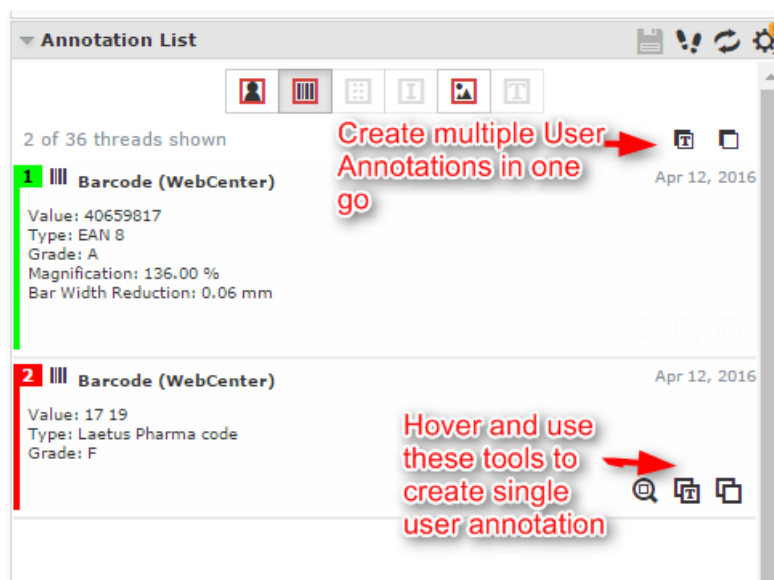 Annotation List
2 of 36 threads shown
Create multiple User
Annotations in one
go
1 Barcode (WebCenter)
Apr 12, 2016
Value: 40659817
Type: EAN 8
Grade: A
Magnification: 136.00 %
Bar Width Reduction: 0.06 mm
2 Barcode (WebCenter)
Apr 12, 2016
Value: 17 19
Type: Laetus Pharma code
Grade: F
Hover and use
these tools to
create single
user annotation